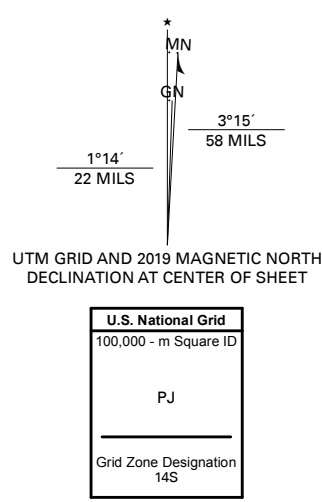 ★
MN
GN
3°15´
58 MILS
1°14´
22 MILS
UTM GRID AND 2019 MAGNETIC NORTH
DECLINATION AT CENTER OF SHEET
U.S. National Grid
100,000 - m Square ID
PJ
Grid Zone Designation
14S